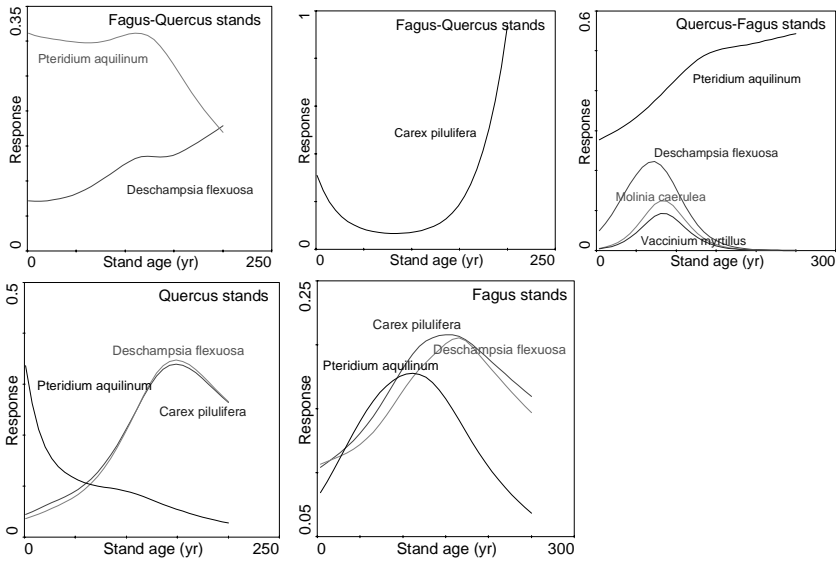 Fagus-Quercus stands
0.35
Pteridium aquilinum
Response
Deschampsia flexuosa
0
0
Stand age (yr)
250
Fagus-Quercus stands
1
Carex pilulifera
Response
0
0
Stand age (yr)
250
Quercus-Fagus stands
0.6
Pteridium aquilinum
Response
Deschampsia flexuosa
Molinia caerulea
Vaccinium myrtillus
0
0
Stand age (yr)
300
Quercus stands
0.5
Deschampsia flexuosa
Pteridium aquilinum
Carex pilulifera
Response
0
0
Stand age (yr)
250
Fagus stands
0.25
Carex pilulifera
Deschampsia flexuosa
Pteridium aquilinum
Response
0.05
0
Stand age (yr)
300